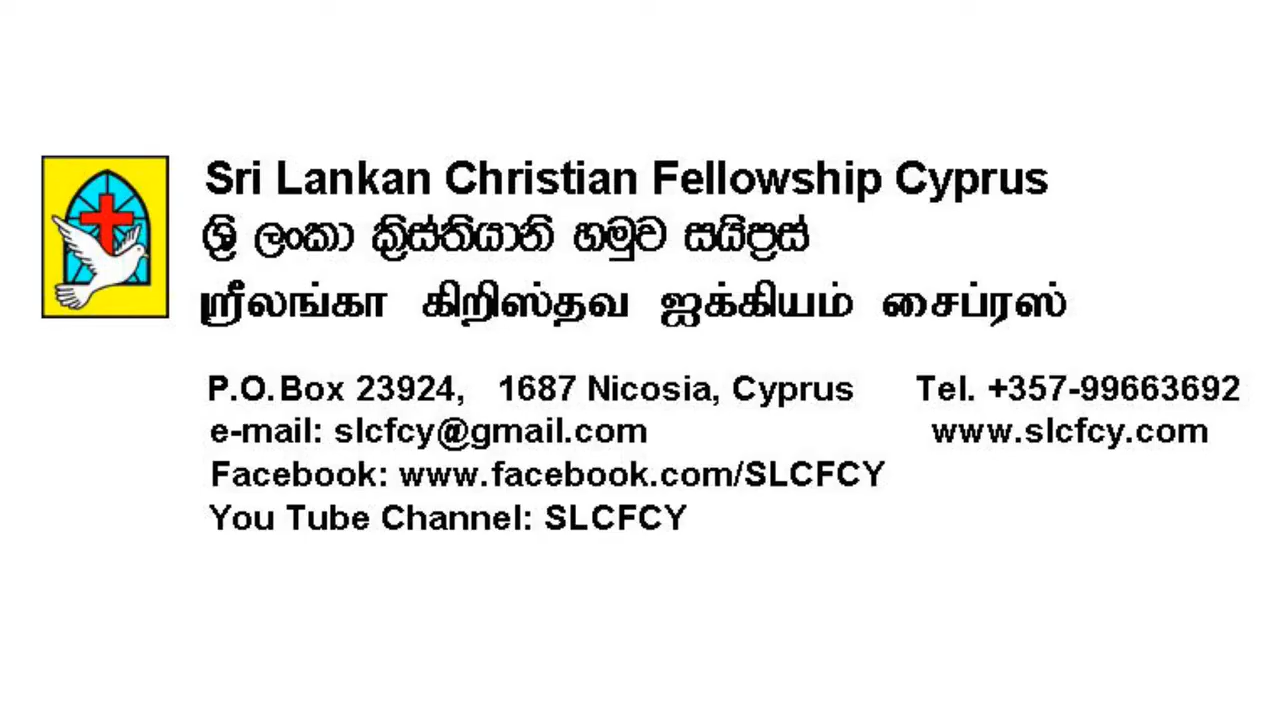 Sri Lankan Christian Fellowship Cyprus
ශ්‍රී ලංකා ක්‍රිස්තියානි හමුව සයිප්‍රස්
ஸ்ரீலங்கா கிறிஸ்தவ ஐக்கியம் சைப்ரஸ்
P.O.Box 23924, 1687 Nicosia, Cyprus Tel. +357-99663692
e-mail: slcfcy@gmail.com www.slcfcy.com
Facebook: www.facebook.com/SLCFCY
You Tube Channel: SLCFCY